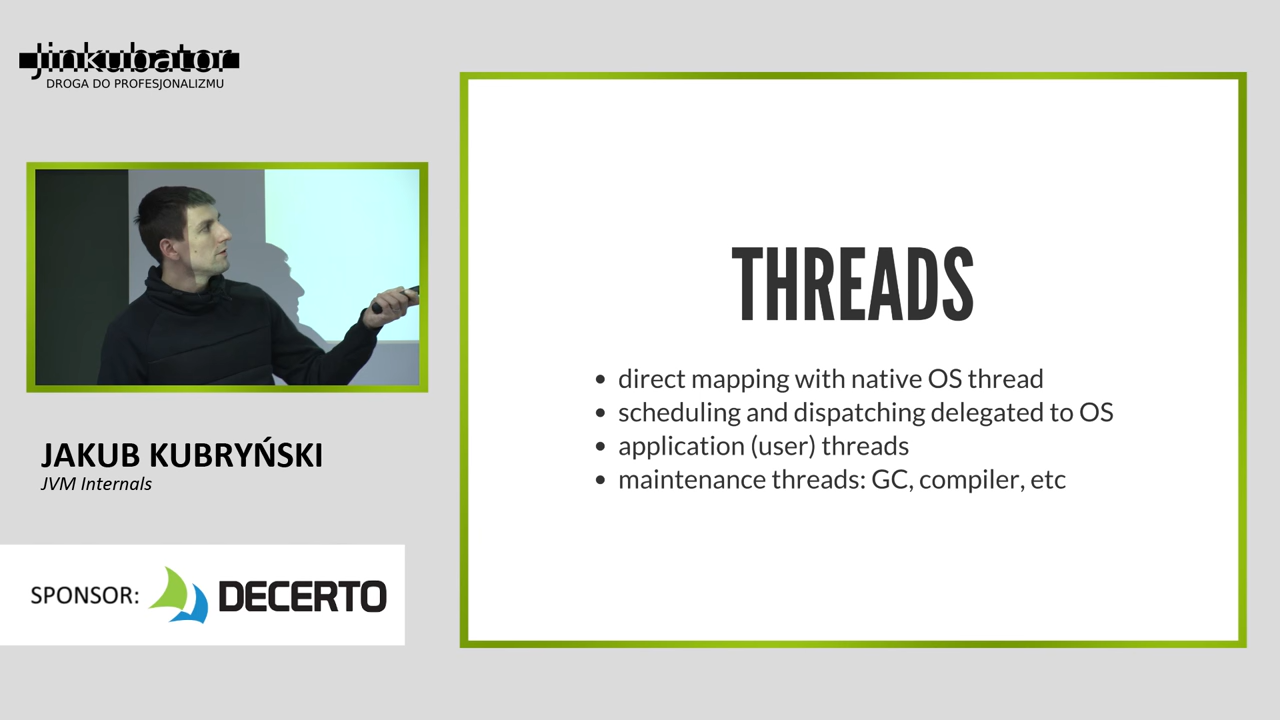 Jinkubator
DROGA DO PROFESJONALIZMU
JAKUB KUBRYŃSKI
JVM Internals
SPONSOR: DECERTO
THREADS
• direct mapping with native OS thread
• scheduling and dispatching delegated to OS
• application (user) threads
• maintenance threads: GC, compiler, etc